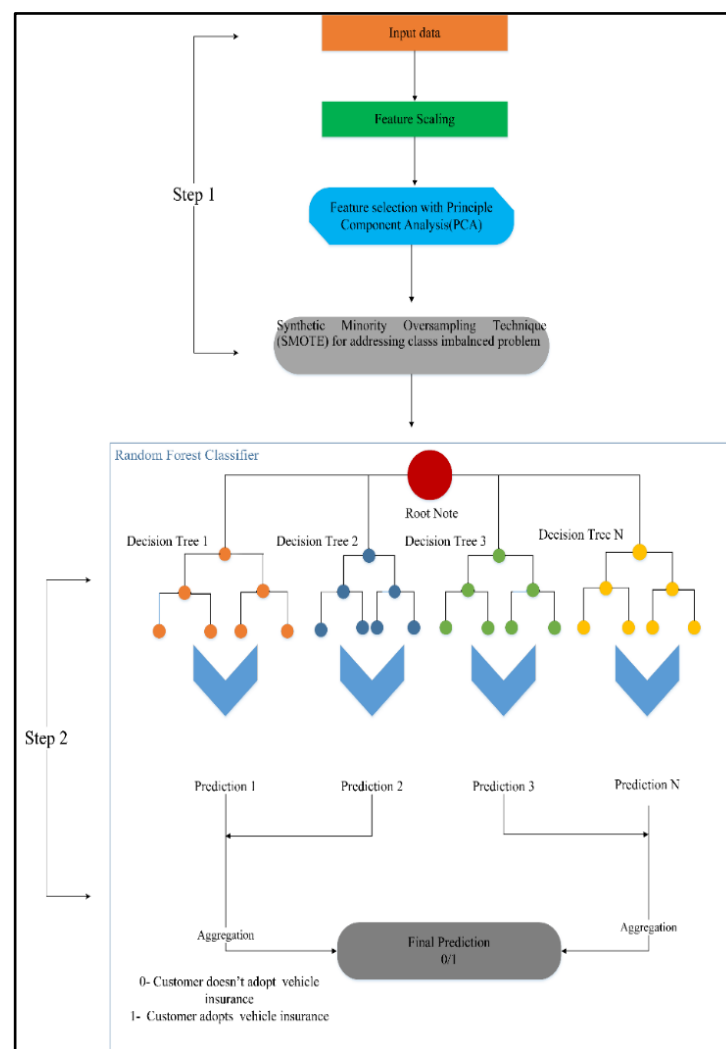 Input data
Feature Scaling
Step 1
Feature selection with Principle
Component Analysis(PCA)
Synthetic Minority Oversampling Technique
(SMOTE) for addressing classs imbalnced problem
Random Forest Classifier
Root Note
Decision Tree 1
Decision Tree 2
Decision Tree 3
Decision Tree N
Step 2
Prediction 1
Prediction 2
Prediction 3
Prediction N
Aggregation
Aggregation
Final Prediction
0/1
0- Customer doesn't adopt vehicle
insurance
1- Customer adopts vehicle insurance